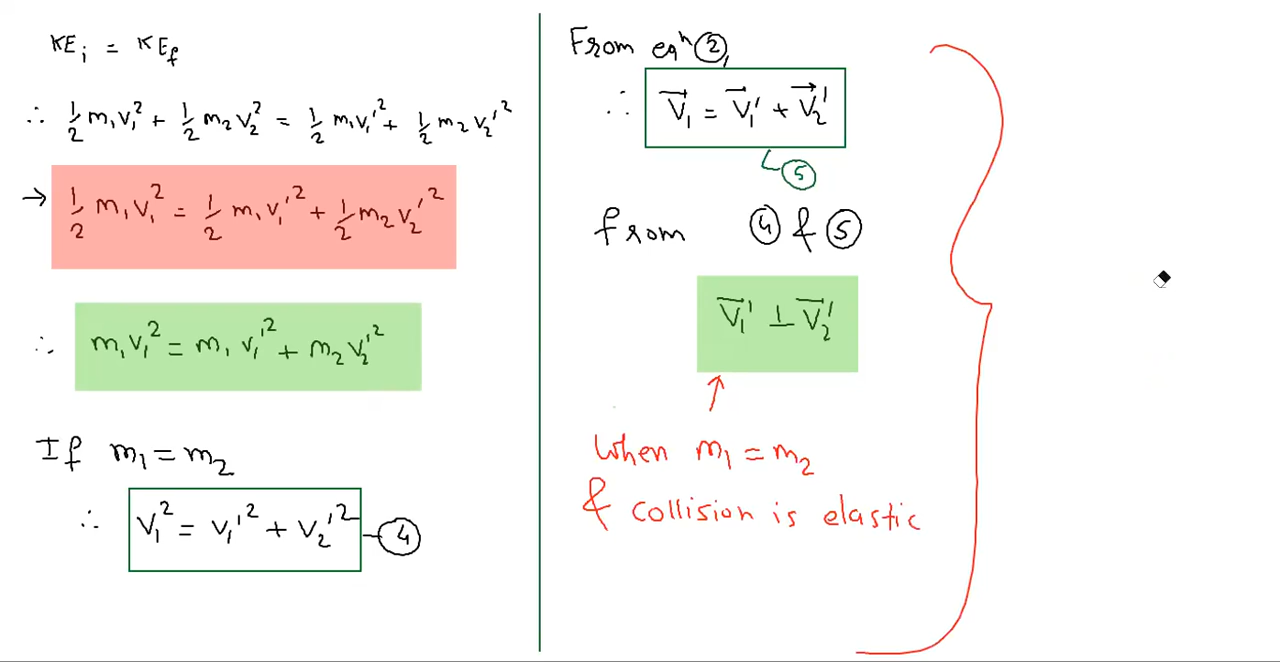 KEᵢ = KE_f
∴ ½ m₁v₁² + ½ m₂v₂² = ½ m₁v₁'² + ½ m₂v₂'²
→ ½ m₁v₁² = ½ m₁v₁'² + ½ m₂v₂'²
∴ m₁v₁² = m₁v₁'² + m₂v₂'²
If m₁ = m₂
∴ v₁² = v₁'² + v₂'² - ④
From eqⁿ ②,
∴ V⃗₁ = V⃗₁' + V⃗₂'
⑤
from ④ & ⑤
V⃗₁' ⊥ V⃗₂'
↑
When m₁ = m₂
& collision is elastic